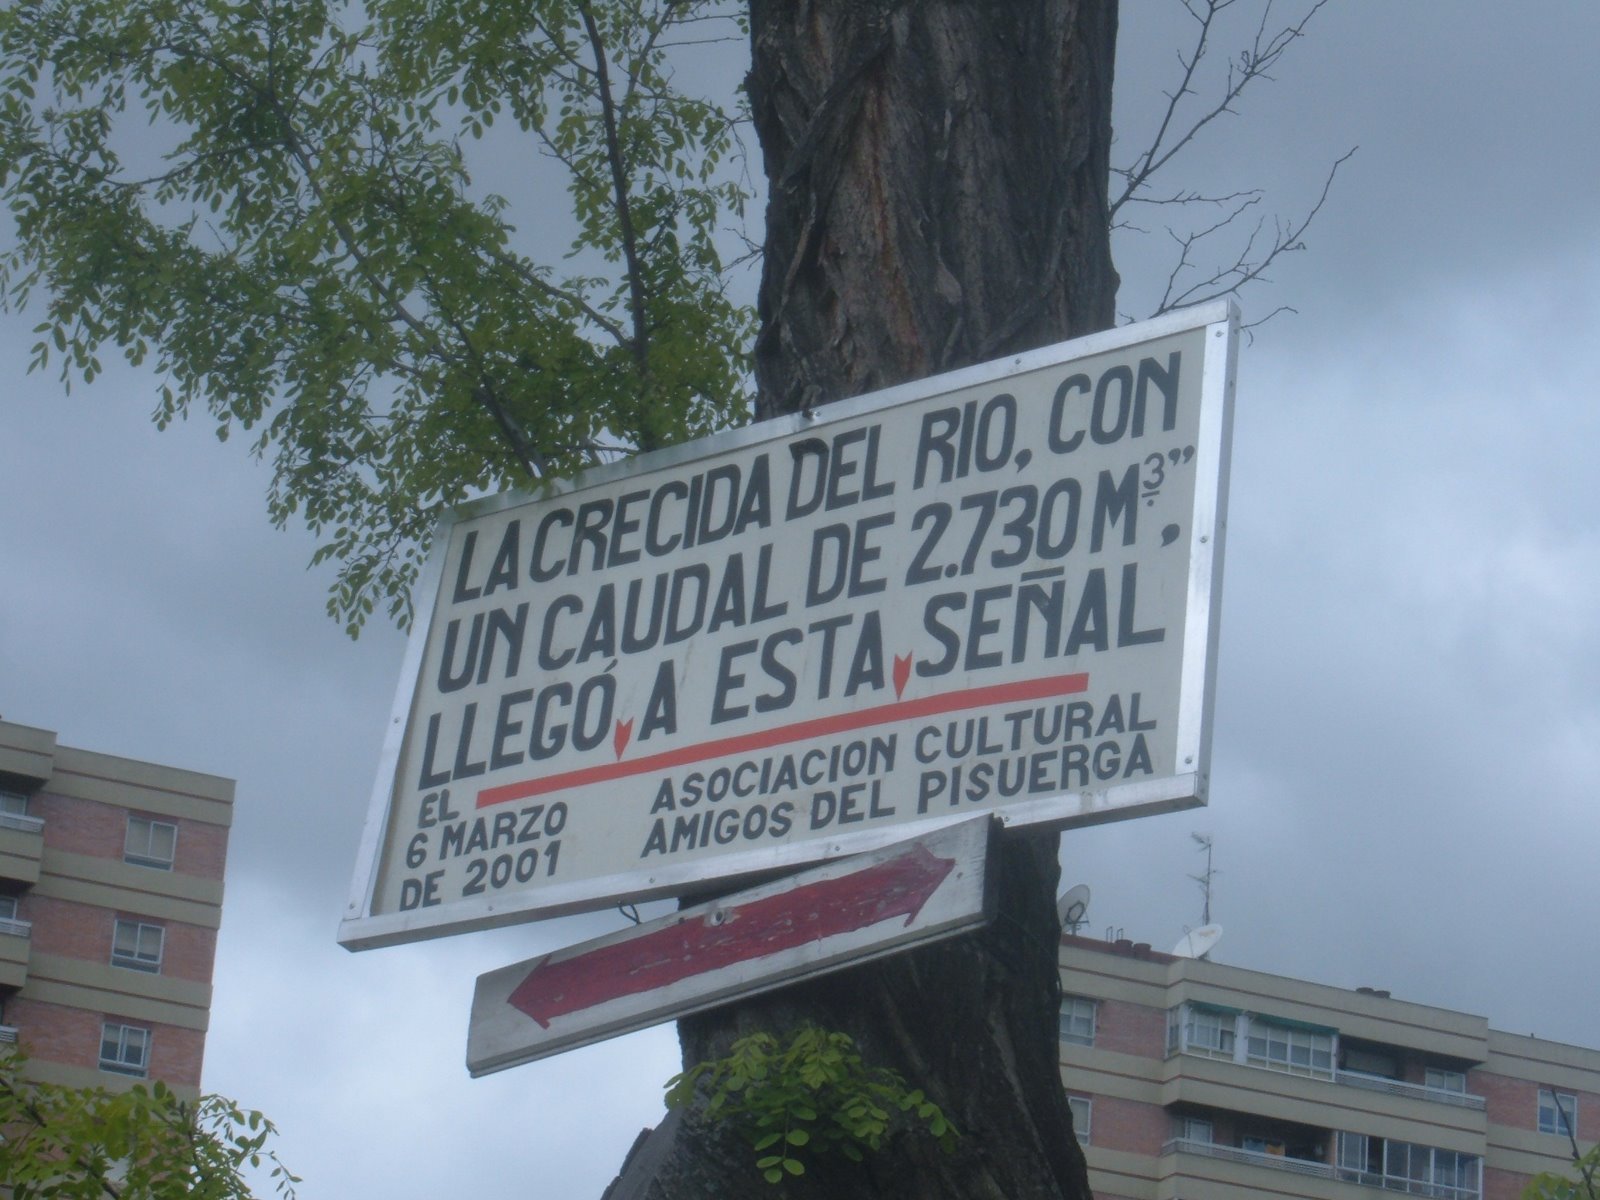 LA CRECIDA DEL RIO, CON
UN CAUDAL DE 2.730 M3",
LLEGÓ A ESTA SEÑAL
EL
6 MARZO
DE 2001
ASOCIACION CULTURAL
AMIGOS DEL PISUERGA